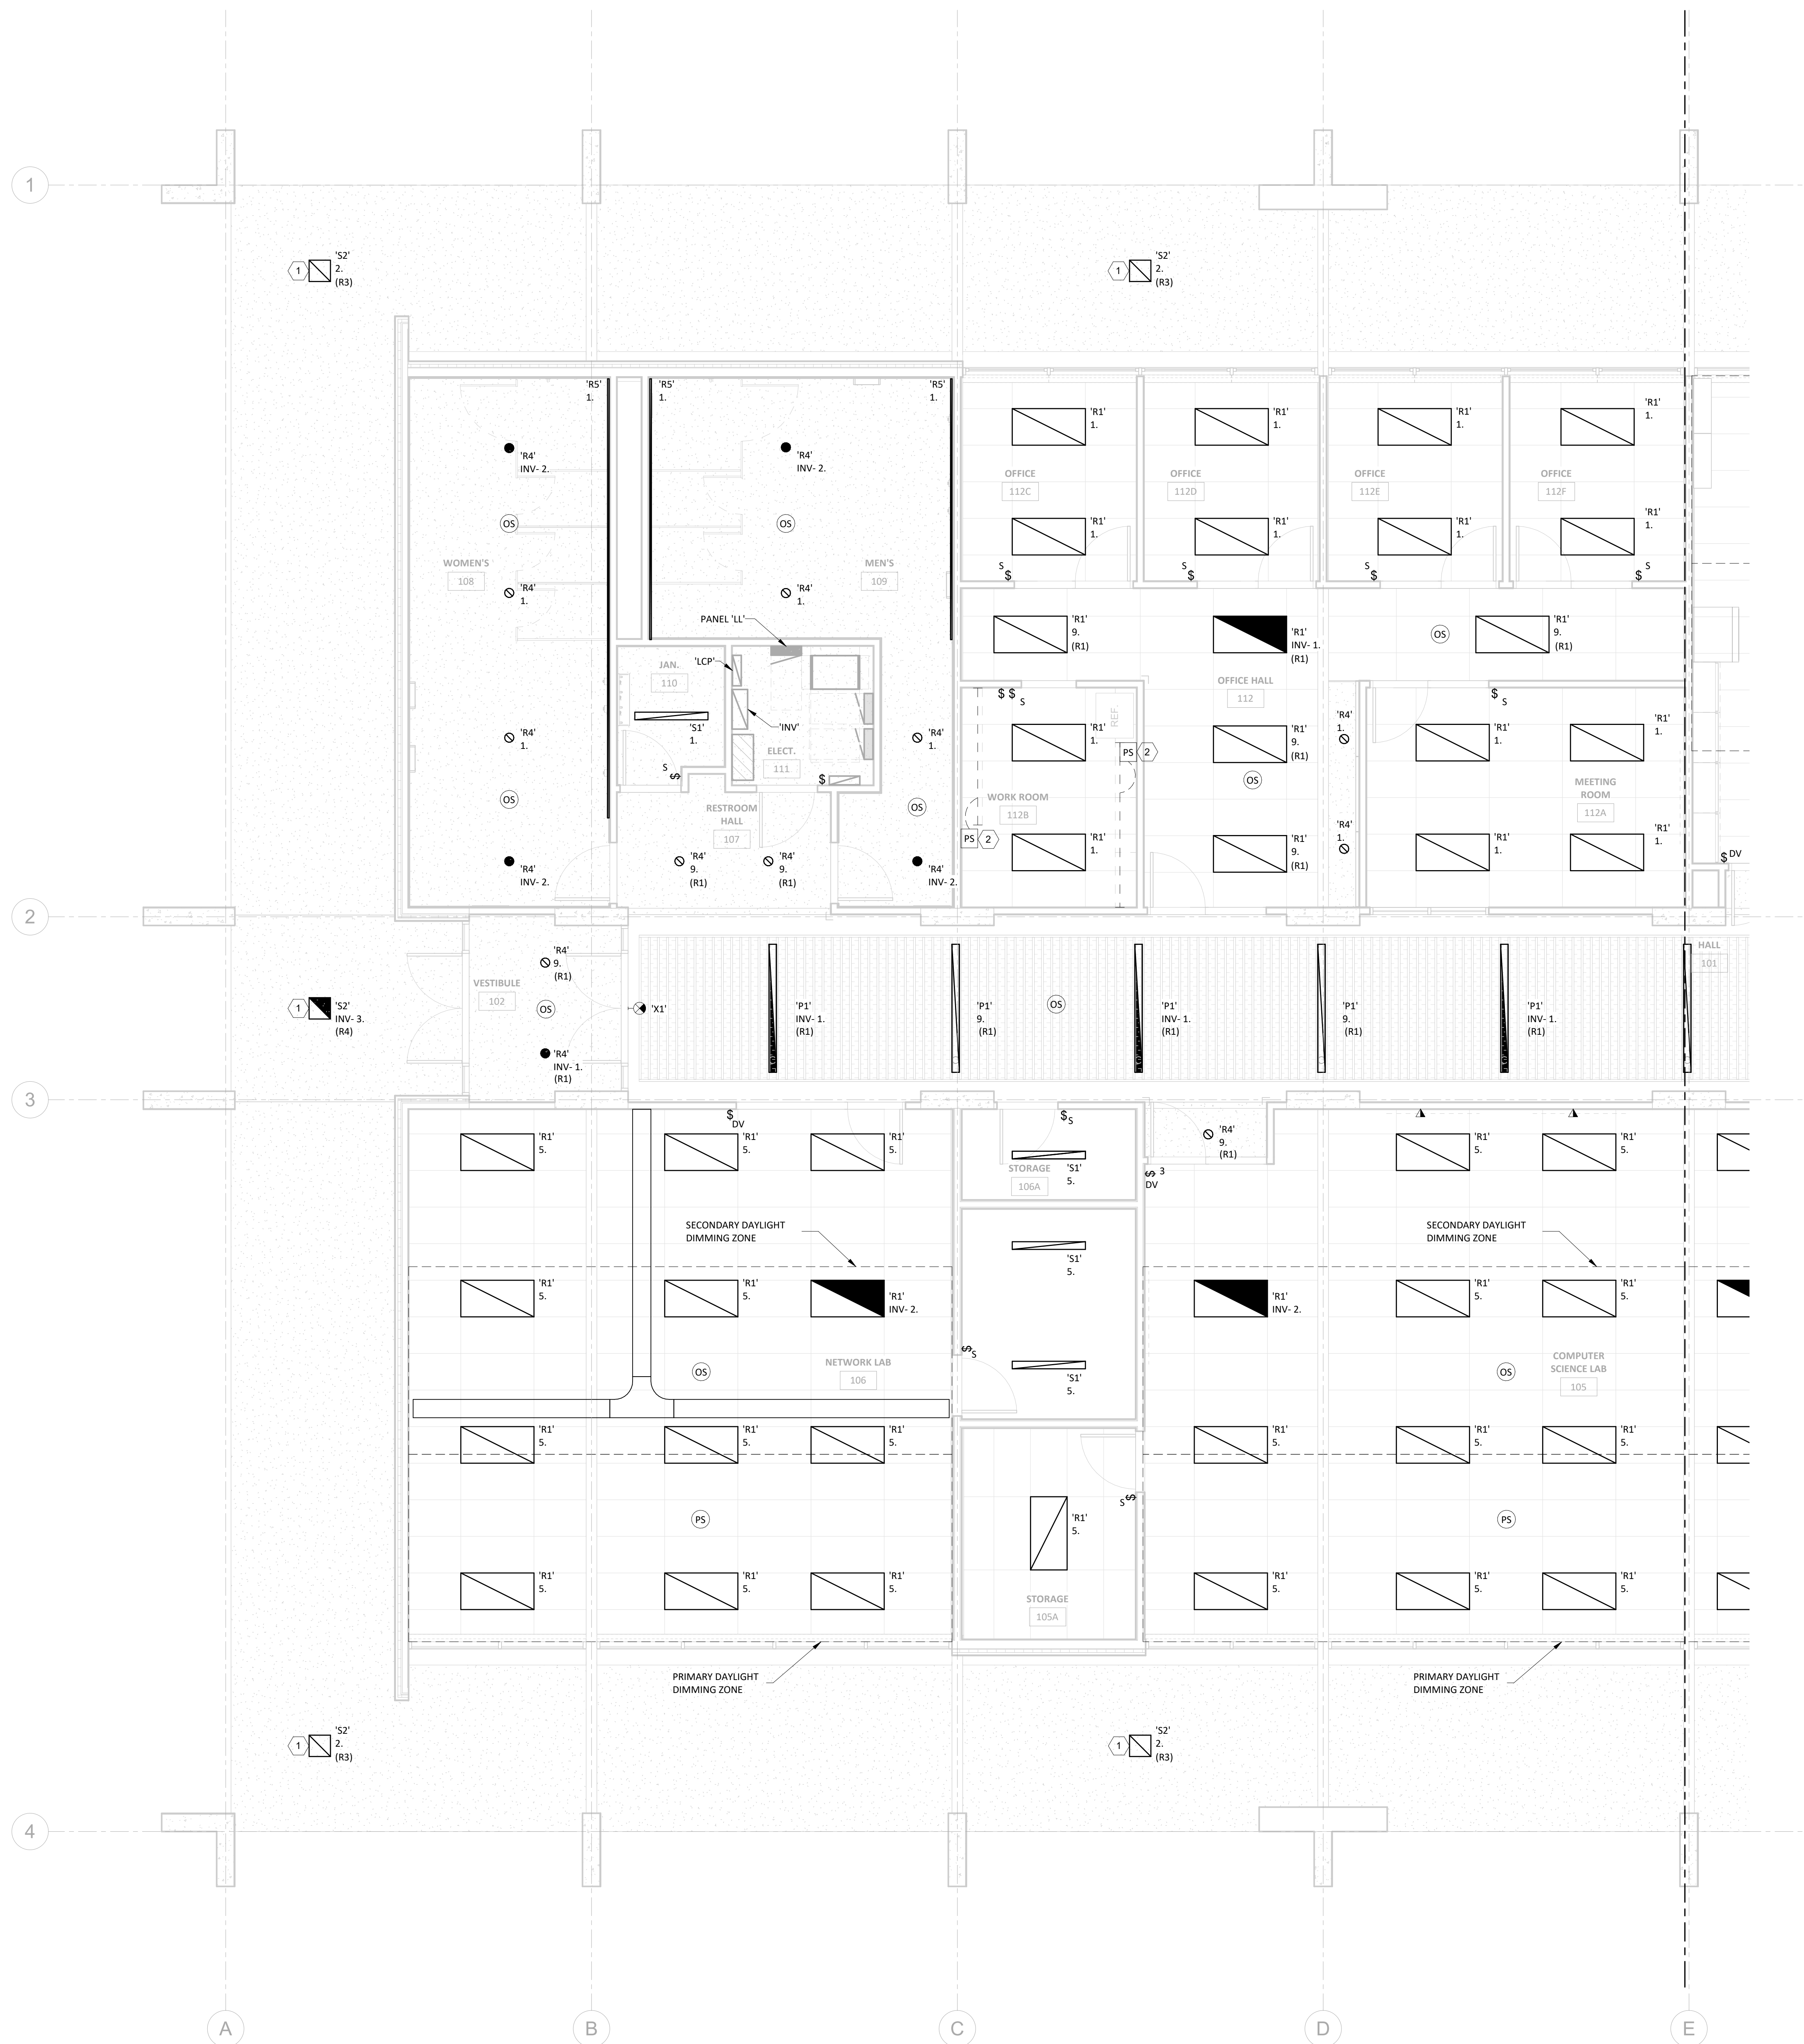 1
'S2'
1
2.
(R3)
'S2'
1
2.
(R3)
'R5'
1.
'R5'
1.
'R5'
1.
'R1'
1.
'R1'
1.
'R1'
1.
'R1'
1.
'R4'
INV- 2.
'R4'
INV- 2.
OFFICE
112C
OFFICE
112D
OFFICE
112E
OFFICE
112F
OS
OS
'R1'
1.
'R1'
1.
'R1'
1.
'R1'
1.
WOMEN'S
108
MEN'S
109
S
$
S
$
S
$
S
$
'R4'
1.
'R4'
1.
PANEL 'LL'
'R1'
9.
(R1)
'R1'
INV- 1.
(R1)
OS
'R1'
9.
(R1)
JAN.
110
'LCP'
OFFICE HALL
112
$ $
S
$
S
REF.
'S1'
1.
'INV'
'R4'
1.
'R4'
1.
'R1'
1.
'R1'
9.
(R1)
'R4'
1.
'R1'
1.
'R1'
1.
ELECT.
111
PS
2
S
$
$
OS
OS
OS
WORK ROOM
112B
MEETING
ROOM
112A
RESTROOM
HALL
107
PS
2
'R1'
1.
'R1'
9.
(R1)
'R4'
1.
'R1'
1.
'R1'
1.
$ DV
'R4'
INV- 2.
'R4'
9.
(R1)
'R4'
9.
(R1)
'R4'
INV- 2.
2
'R4'
9.
(R1)
HALL
101
VESTIBULE
102
OS
1
'S2'
INV- 3.
(R4)
'X1'
'P1'
INV- 1.
(R1)
'P1'
9.
(R1)
OS
'P1'
INV- 1.
(R1)
'P1'
9.
(R1)
'P1'
INV- 1.
(R1)
'R4'
INV- 1.
(R1)
3
$
DV
$
S
'R1'
5.
'R1'
5.
'R1'
5.
'R4'
9.
(R1)
'R1'
5.
'R1'
5.
STORAGE
106A
'S1'
5.
$ 3
DV
SECONDARY DAYLIGHT
DIMMING ZONE
SECONDARY DAYLIGHT
DIMMING ZONE
'S1'
5.
'R1'
5.
'R1'
5.
'R1'
INV- 2.
'R1'
INV- 2.
'R1'
5.
'R1'
5.
$
S
NETWORK LAB
106
OS
'S1'
5.
OS
COMPUTER
SCIENCE LAB
105
'R1'
5.
'R1'
5.
'R1'
5.
'R1'
5.
'R1'
5.
'R1'
5.
S
$
PS
'R1'
5.
PS
'R1'
5.
'R1'
5.
'R1'
5.
STORAGE
105A
'R1'
5.
'R1'
5.
'R1'
5.
PRIMARY DAYLIGHT
DIMMING ZONE
PRIMARY DAYLIGHT
DIMMING ZONE
1
'S2'
2.
(R3)
1
'S2'
2.
(R3)
4
A
B
C
D
E